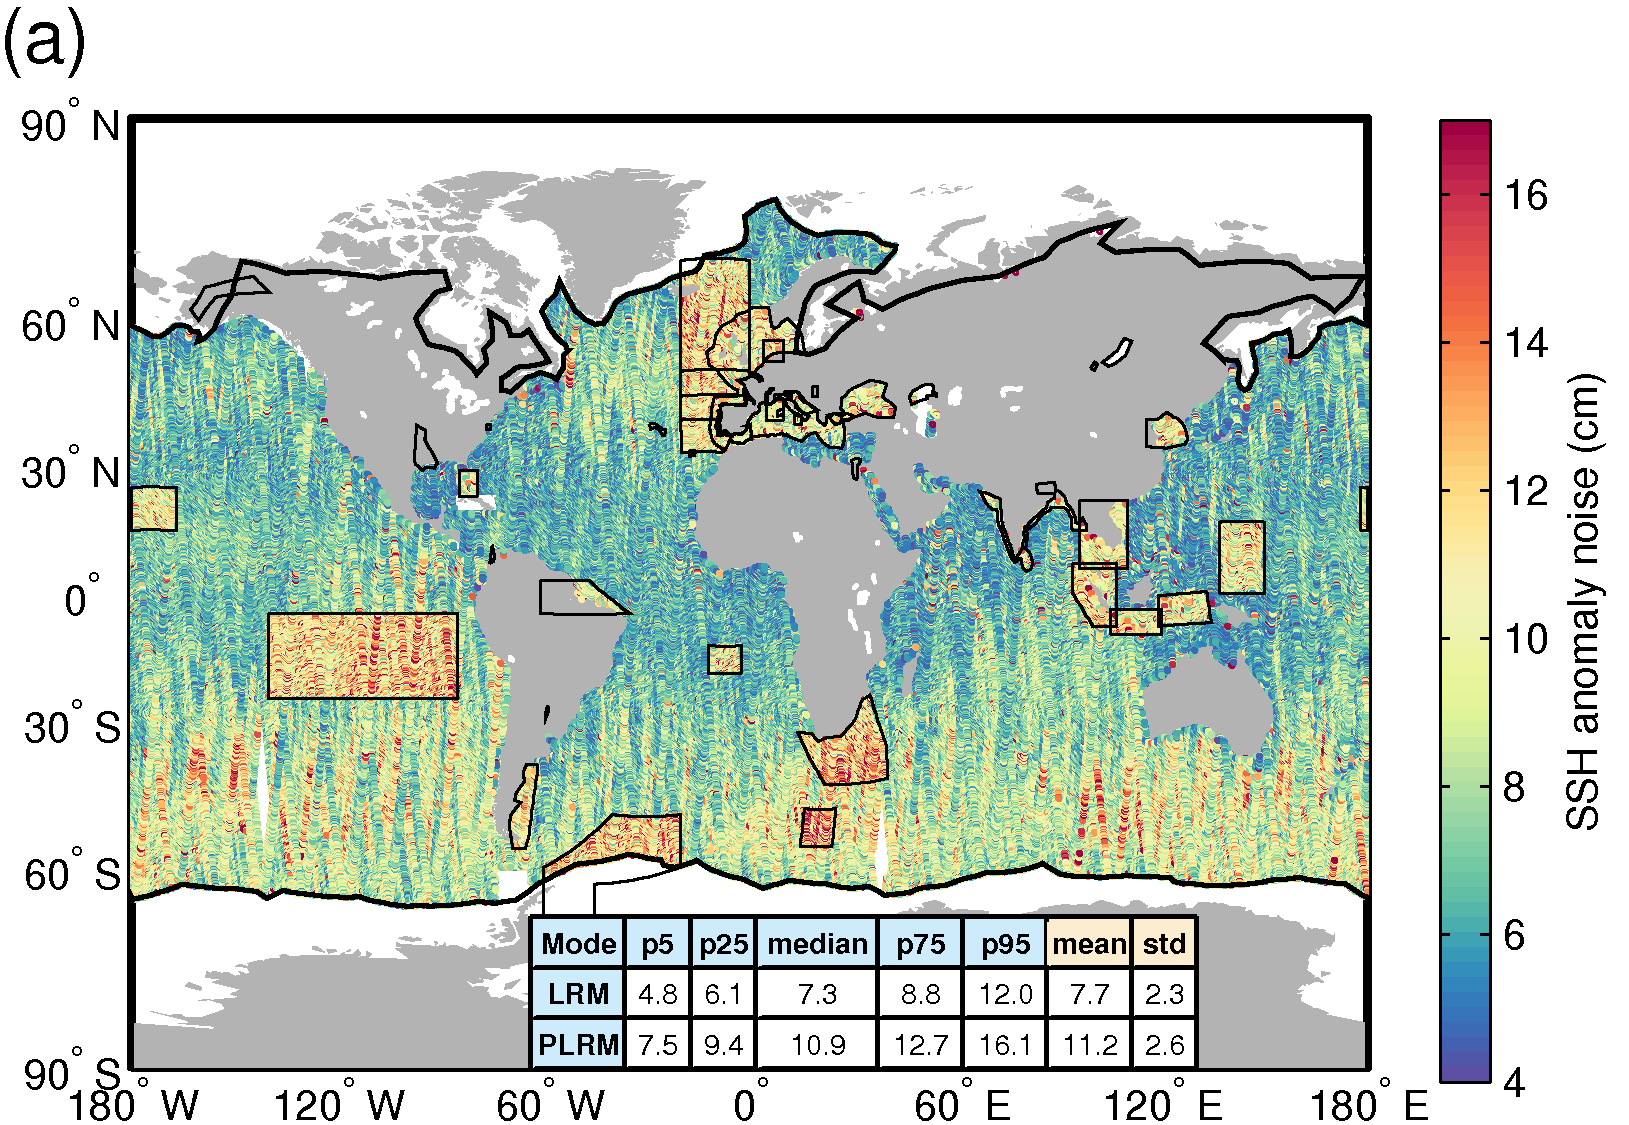 (a)
90° N
60° N
30° N
0°
30° S
60° S
90° S
180° W
120° W
60° W
0°
60° E
120° E
180° E
Mode p5 p25 median p75 p95 mean std
LRM 4.8 6.1 7.3 8.8 12.0 7.7 2.3
PLRM 7.5 9.4 10.9 12.7 16.1 11.2 2.6
16
14
12
10
8
6
4
SSH anomaly noise (cm)